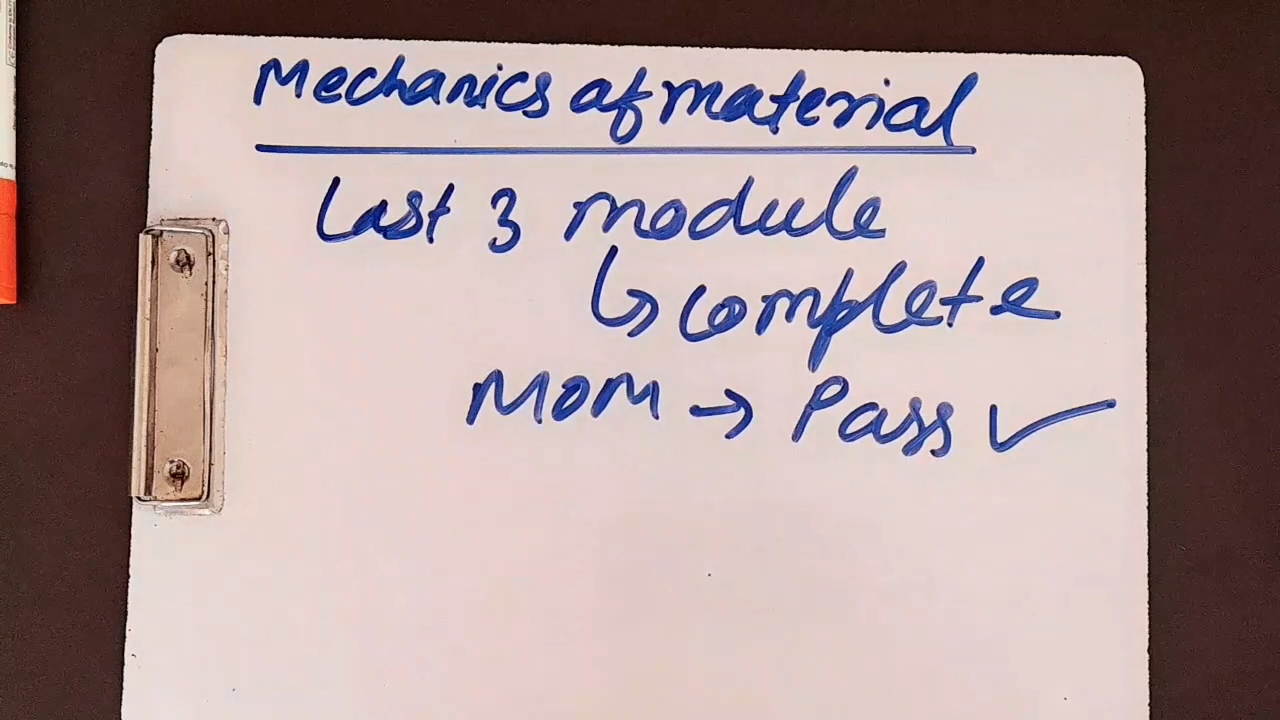 Mechanics of material
Last 3 module
↳ complete
MOM → Pass ✓